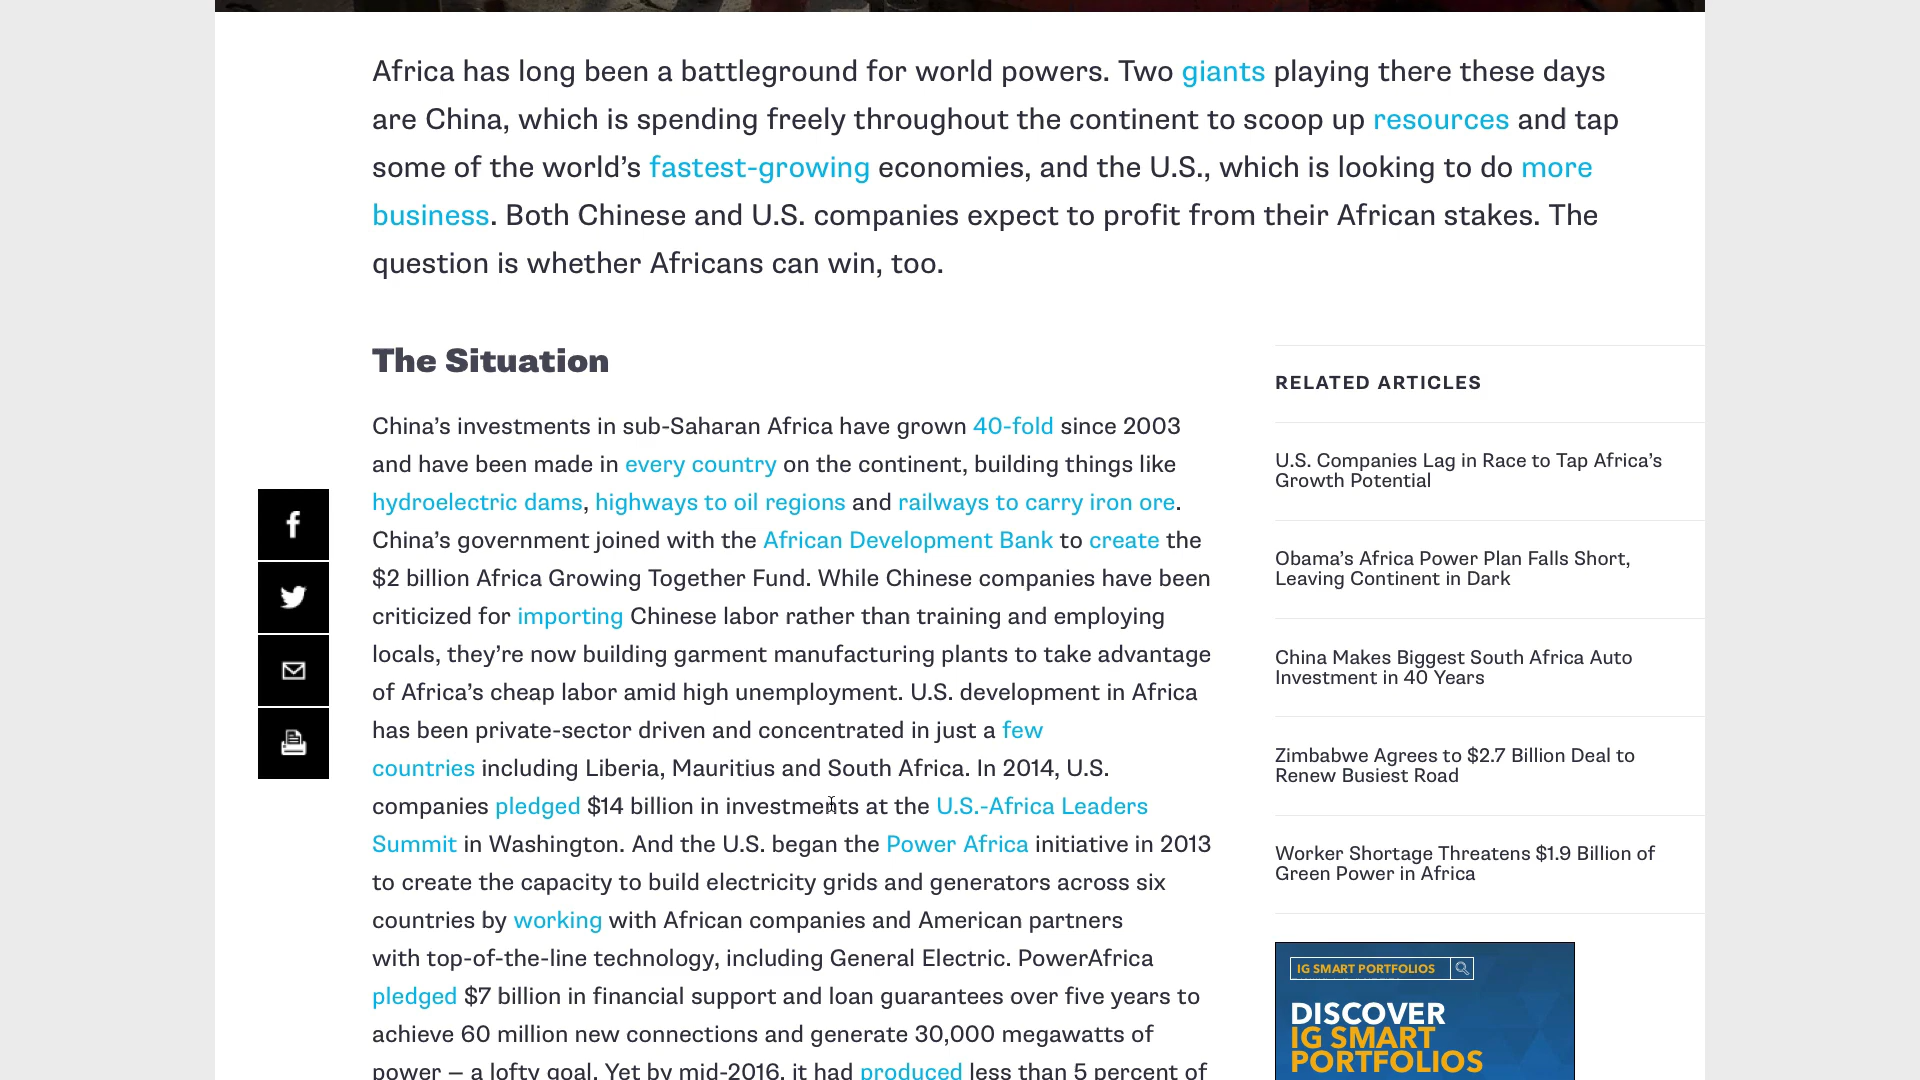 Africa has long been a battleground for world powers. Two giants playing there these days
are China, which is spending freely throughout the continent to scoop up resources and tap
some of the world’s fastest-growing economies, and the U.S., which is looking to do more
business. Both Chinese and U.S. companies expect to profit from their African stakes. The
question is whether Africans can win, too.
The Situation
China’s investments in sub-Saharan Africa have grown 40-fold since 2003
and have been made in every country on the continent, building things like
hydroelectric dams, highways to oil regions and railways to carry iron ore.
China’s government joined with the African Development Bank to create the
$2 billion Africa Growing Together Fund. While Chinese companies have been
criticized for importing Chinese labor rather than training and employing
locals, they’re now building garment manufacturing plants to take advantage
of Africa’s cheap labor amid high unemployment. U.S. development in Africa
has been private-sector driven and concentrated in just a few
countries including Liberia, Mauritius and South Africa. In 2014, U.S.
companies pledged $14 billion in investments at the U.S.-Africa Leaders
Summit in Washington. And the U.S. began the Power Africa initiative in 2013
to create the capacity to build electricity grids and generators across six
countries by working with African companies and American partners
with top-of-the-line technology, including General Electric. PowerAfrica
pledged $7 billion in financial support and loan guarantees over five years to
achieve 60 million new connections and generate 30,000 megawatts of
power — a lofty goal. Yet by mid-2016, it had produced less than 5 percent of
RELATED ARTICLES
U.S. Companies Lag in Race to Tap Africa’s
Growth Potential
Obama’s Africa Power Plan Falls Short,
Leaving Continent in Dark
China Makes Biggest South Africa Auto
Investment in 40 Years
Zimbabwe Agrees to $2.7 Billion Deal to
Renew Busiest Road
Worker Shortage Threatens $1.9 Billion of
Green Power in Africa
IG SMART PORTFOLIOS
DISCOVER
IG SMART
PORTFOLIOS